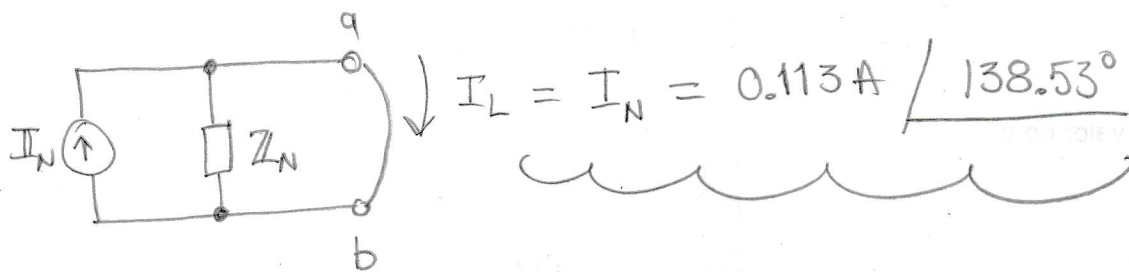 a
I_L = I_N = 0.113 A ∠138.53°
I_N
Z_N
b